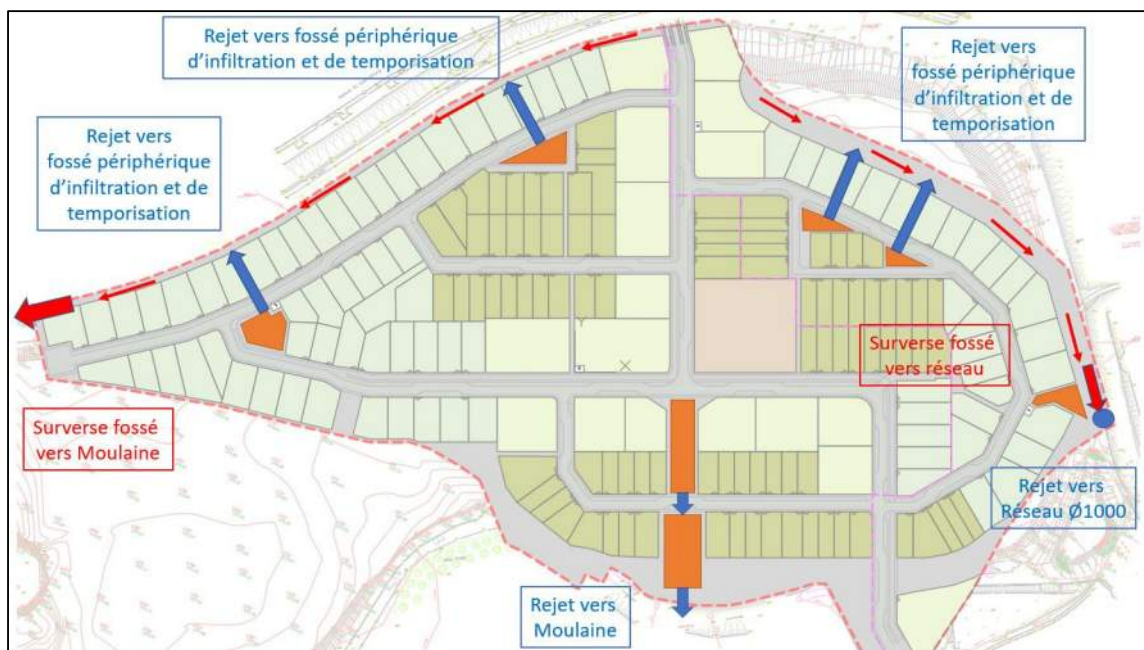 Rejet vers fossé périphérique
d'infiltration et de temporisation
Rejet vers
fossé périphérique
d'infiltration et de
temporisation
Rejet vers
fossé périphérique
d'infiltration et de
temporisation
Surverse fossé
vers réseau
Surverse fossé
vers Moulaine
Rejet vers
Réseau Ø1000
Rejet vers
Moulaine